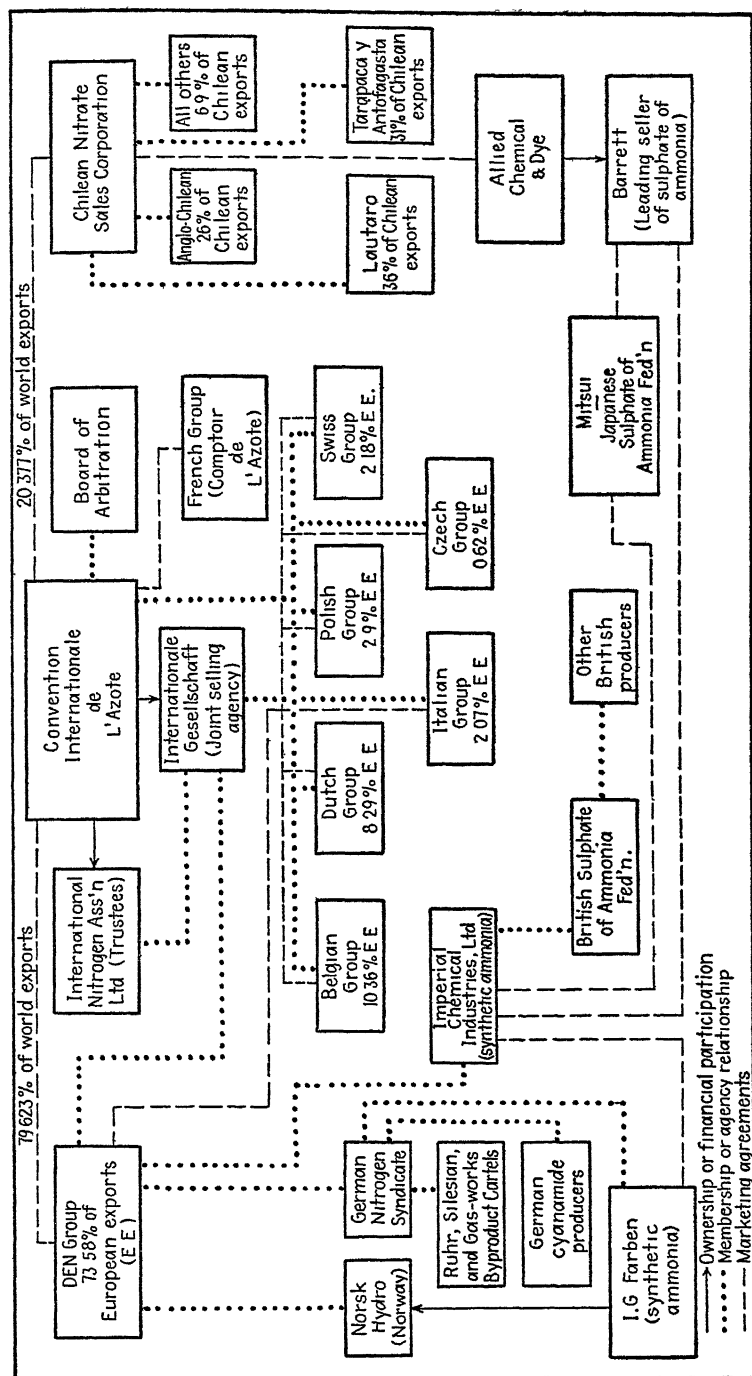 79 623% of world exports
20 377% of world exports
DEN Group
73 58% of
European exports
(E E)
International
Nitrogen Ass'n
Ltd (Trustees)
Convention
Internationale
de
L'Azote
Board of
Arbitration
Chilean Nitrate
Sales Corporation
Internationale
Gesellschaft
(Joint selling
agency)
French Group
(Comptoir
de
L'Azote)
Anglo-Chilean
26% of
Chilean
exports
All others
6 9% of
Chilean
exports
Norsk
Hydro
(Norway)
German
Nitrogen
Syndicate
Belgian
Group
10 36% E E
Dutch
Group
8 29% E E
Polish
Group
2 9% E E
Swiss
Group
2 18% E E.
Lautaro
36% of Chilean
exports
Tarapaca y
Antofagasta
31% of Chilean
exports
Ruhr, Silesian,
and Gas-works
Byproduct Cartels
Imperial
Chemical
Industries, Ltd
(synthetic ammonia)
Italian
Group
2 07% E E
Czech
Group
0 62% E E
Allied
Chemical
& Dye
German
cyanamide
producers
British Sulphate
of Ammonia
Fed'n.
Other
British
producers
Mitsui
Japanese
Sulphate of
Ammonia Fed'n
Barrett
(Leading seller
of sulphate of
ammonia)
I.G Farben
(synthetic
ammonia)
Ownership or financial participation
Membership or agency relationship
Marketing agreements